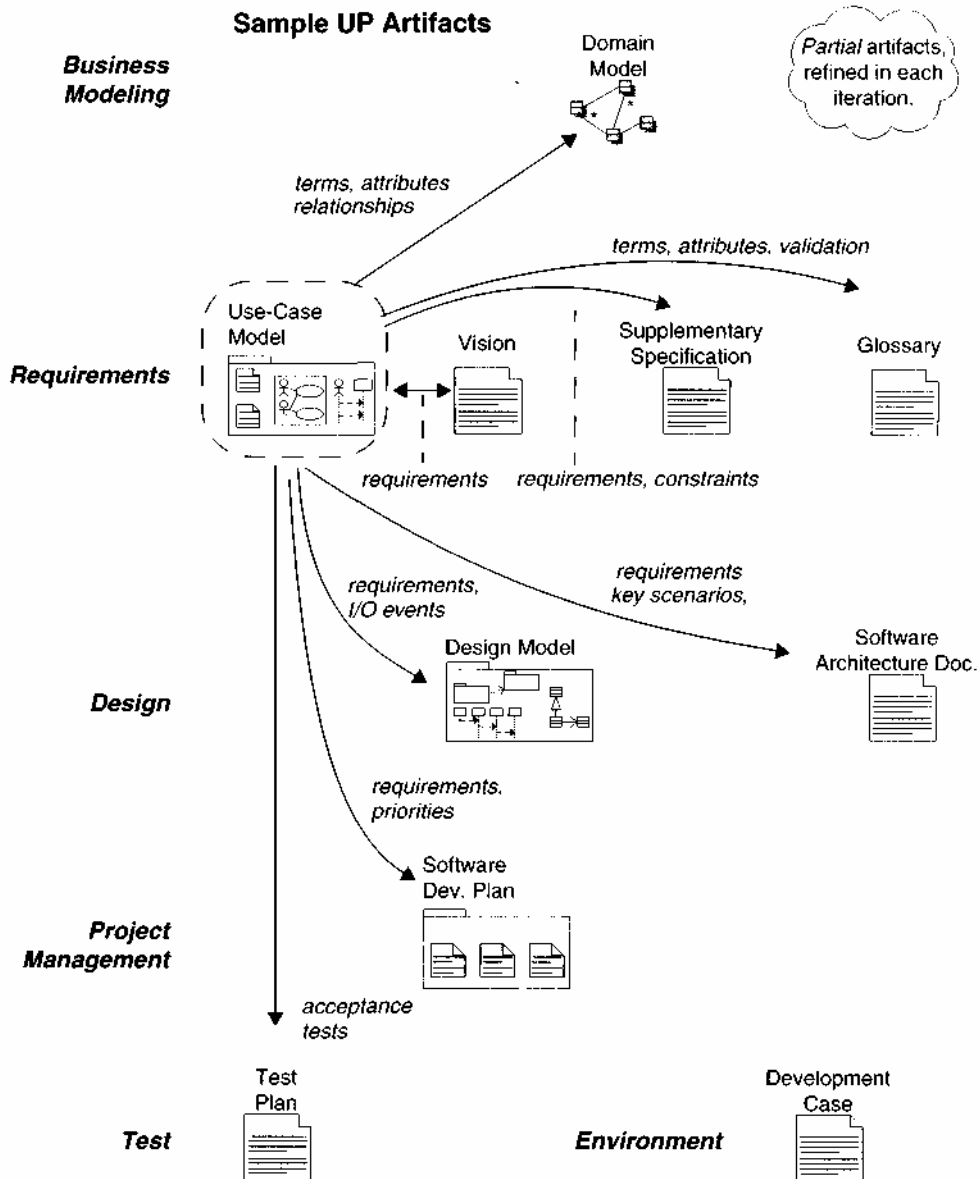 Sample UP Artifacts
Business
Modeling
Domain
Model
*
*
Partial artifacts,
refined in each
iteration.
terms, attributes
relationships
terms, attributes, validation
Use-Case
Model
Vision
Supplementary
Specification
Glossary
Requirements
requirements
requirements, constraints
requirements,
I/O events
requirements
key scenarios,
Design Model
Software
Architecture Doc.
Design
requirements,
priorities
Software
Dev. Plan
Project
Management
acceptance
tests
Test
Plan
Development
Case
Test
Environment